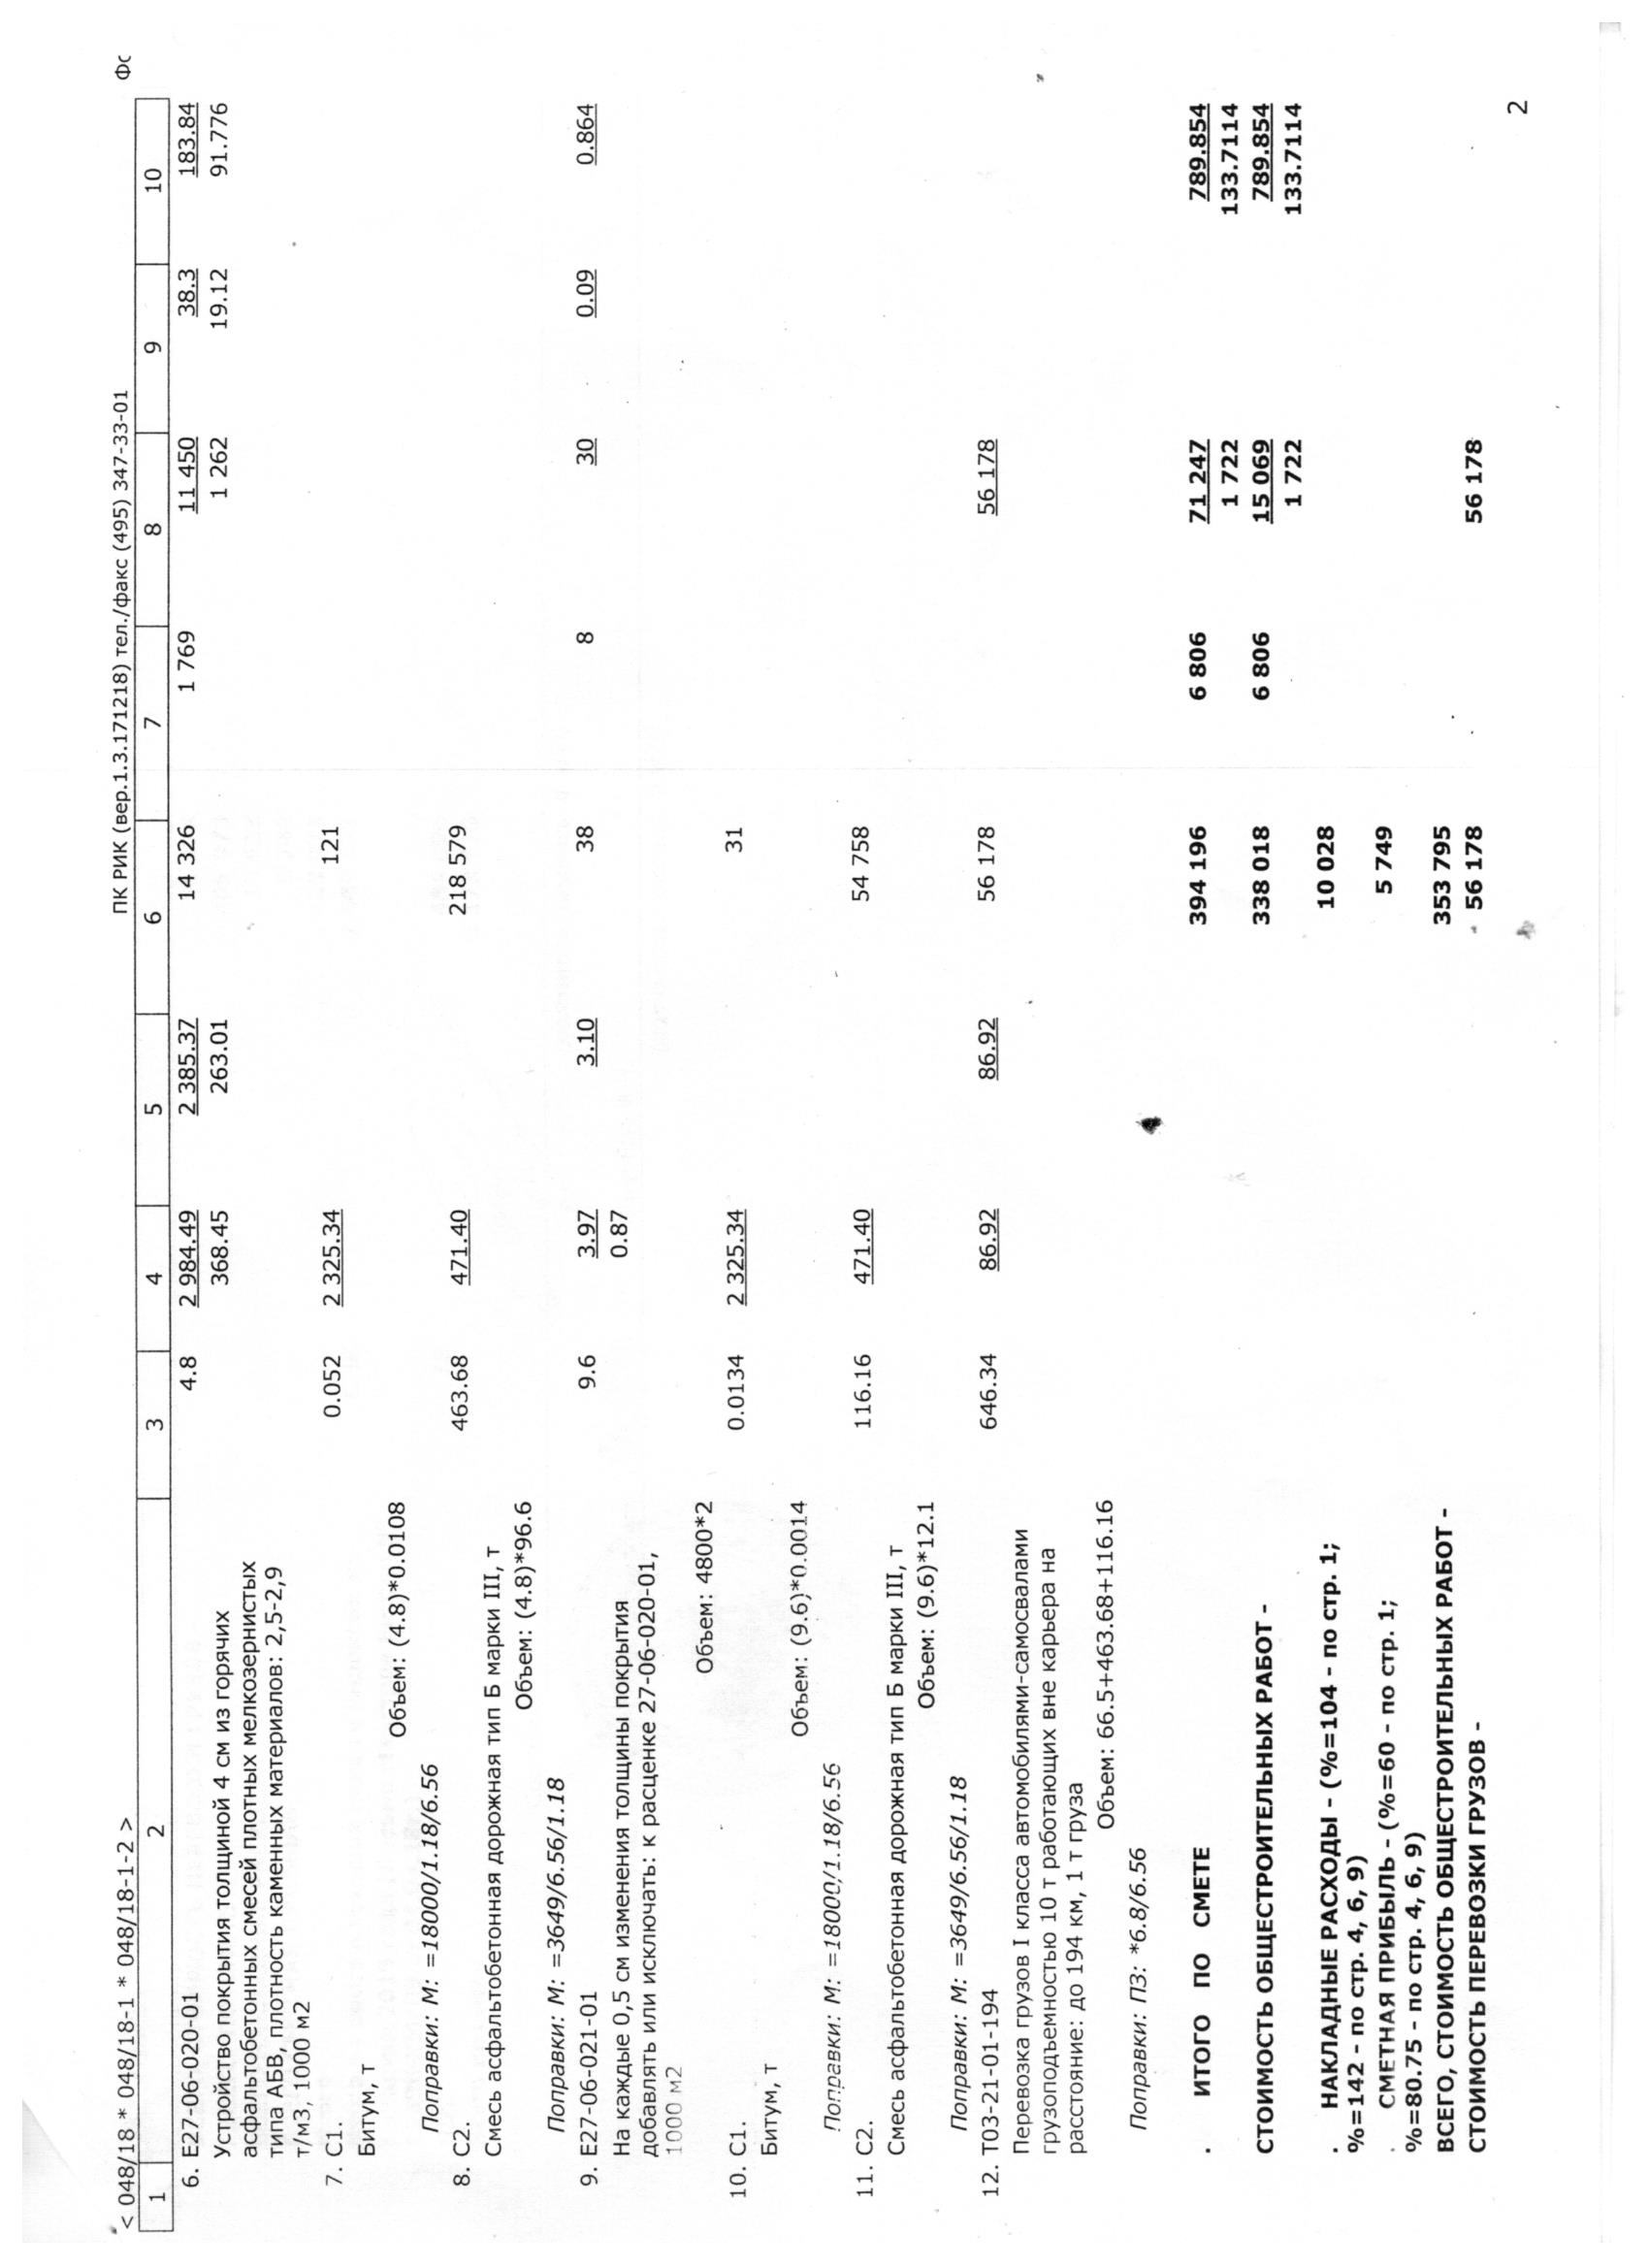 < 048/18 * 048/18-1 * 048/18-1-2 > ПК РИК (вер.1.3.171218) тел./факс (495) 347-33-01 Фо
1 2 3 4 5 6 7 8 9 10
6. Е27-06-020-01 4.8 2 984.49 2 385.37 14 326 1 769 11 450 38.3 183.84
Устройство покрытия толщиной 4 см из горячих 368.45 263.01 1 262 19.12 91.776
асфальтобетонных смесей плотных мелкозернистых
типа АБВ, плотность каменных материалов: 2,5-2,9
т/м3, 1000 м2
7. С1. 0.052 2 325.34 121
Битум, т
Объем: (4.8)*0.0108
Поправки: М: =18000/1.18/6.56
8. С2. 463.68 471.40 218 579
Смесь асфальтобетонная дорожная тип Б марки III, т
Объем: (4.8)*96.6
Поправки: М: =3649/6.56/1.18
9. Е27-06-021-01 9.6 3.97 3.10 38 8 30 0.09 0.864
На каждые 0,5 см изменения толщины покрытия 0.87
добавлять или исключать: к расценке 27-06-020-01,
1000 м2
Объем: 4800*2
10. С1. 0.0134 2 325.34 31
Битум, т
Объем: (9.6)*0.0014
Поправки: М: =18000/1.18/6.56
11. С2. 116.16 471.40 54 758
Смесь асфальтобетонная дорожная тип Б марки III, т
Объем: (9.6)*12.1
Поправки: М: =3649/6.56/1.18
12. Т03-21-01-194 646.34 86.92 86.92 56 178 56 178
Перевозка грузов I класса автомобилями-самосвалами
грузоподъемностью 10 т работающих вне карьера на
расстояние: до 194 км, 1 т груза
Объем: 66.5+463.68+116.16
Поправки: ПЗ: *6.8/6.56
. ИТОГО ПО СМЕТЕ 394 196 6 806 71 247 789.854
1 722 133.7114
СТОИМОСТЬ ОБЩЕСТРОИТЕЛЬНЫХ РАБОТ - 338 018 6 806 15 069 789.854
1 722 133.7114
. НАКЛАДНЫЕ РАСХОДЫ - (%=104 - по стр. 1; 10 028
%=142 - по стр. 4, 6, 9)
. СМЕТНАЯ ПРИБЫЛЬ - (%=60 - по стр. 1; 5 749
%=80.75 - по стр. 4, 6, 9)
ВСЕГО, СТОИМОСТЬ ОБЩЕСТРОИТЕЛЬНЫХ РАБОТ - 353 795
СТОИМОСТЬ ПЕРЕВОЗКИ ГРУЗОВ - 56 178 56 178
2